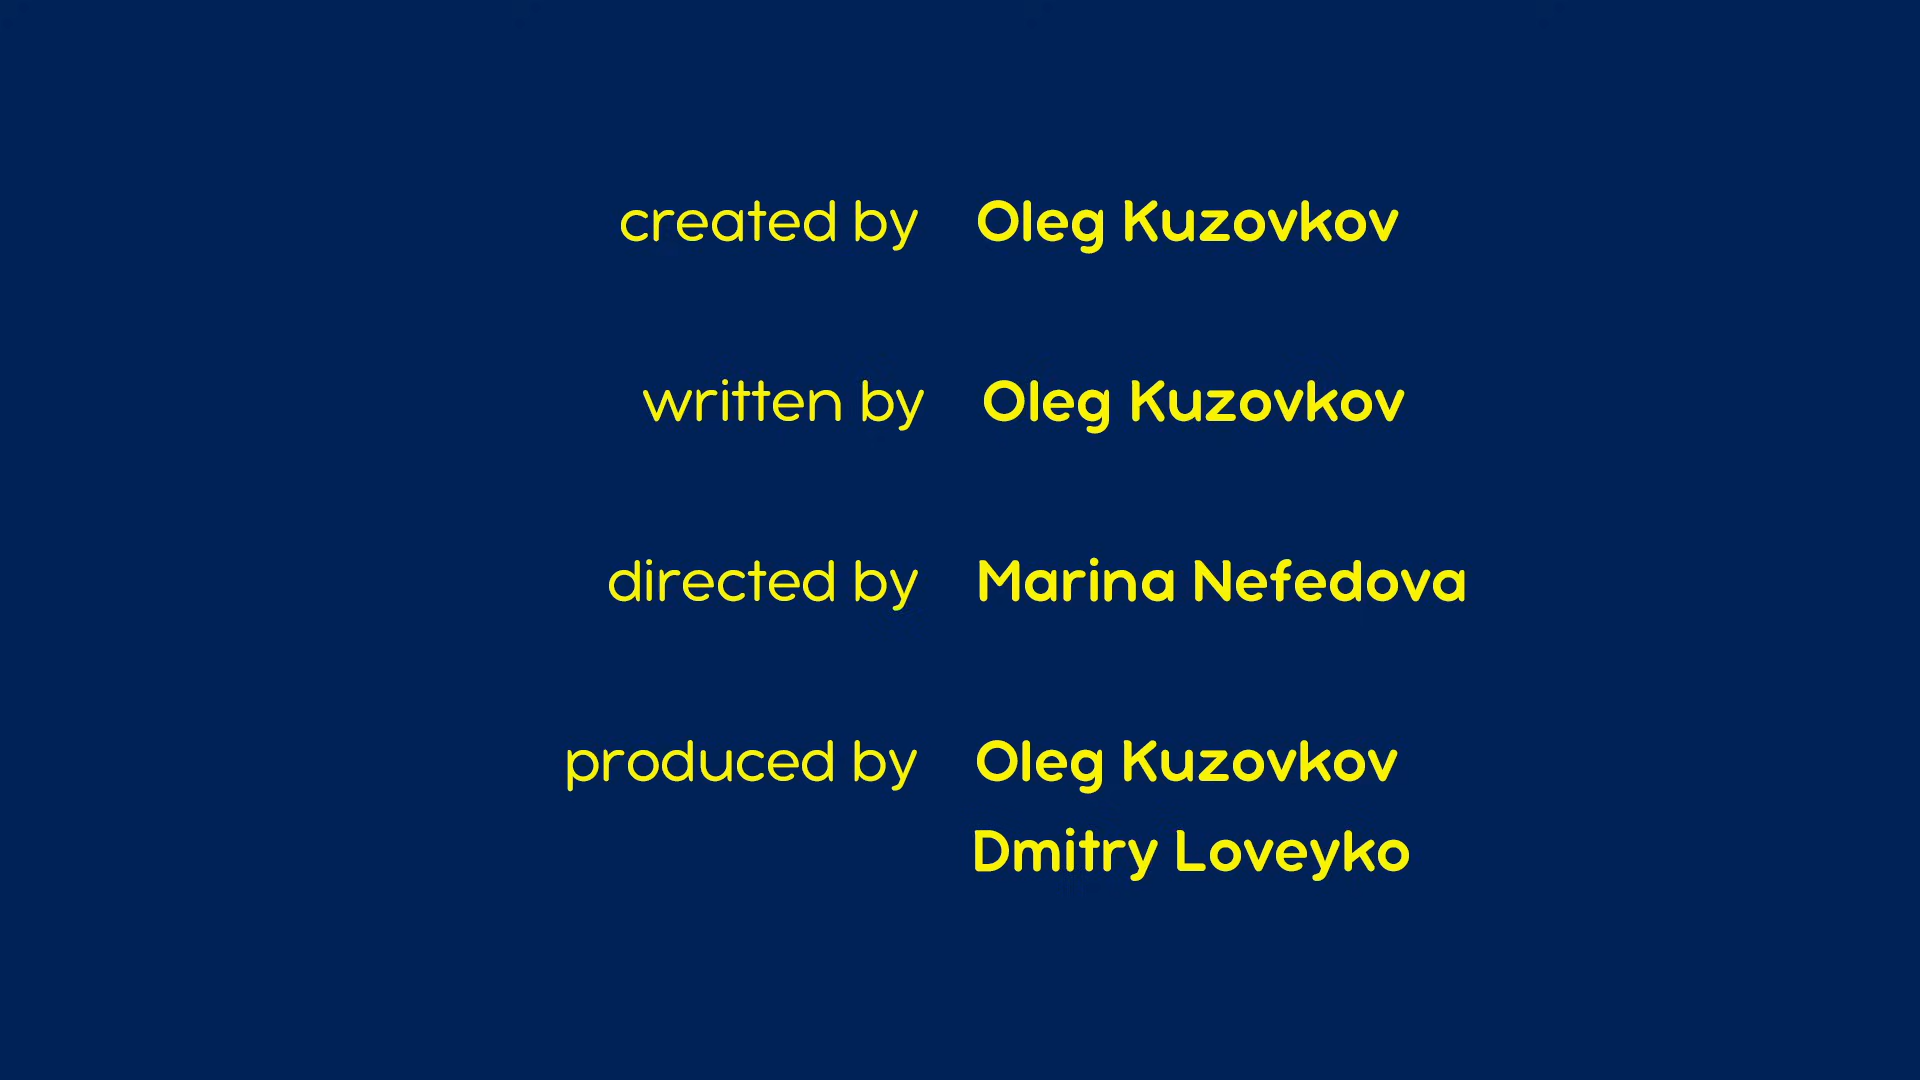 created by Oleg Kuzovkov
written by Oleg Kuzovkov
directed by Marina Nefedova
produced by Oleg Kuzovkov
Dmitry Loveyko